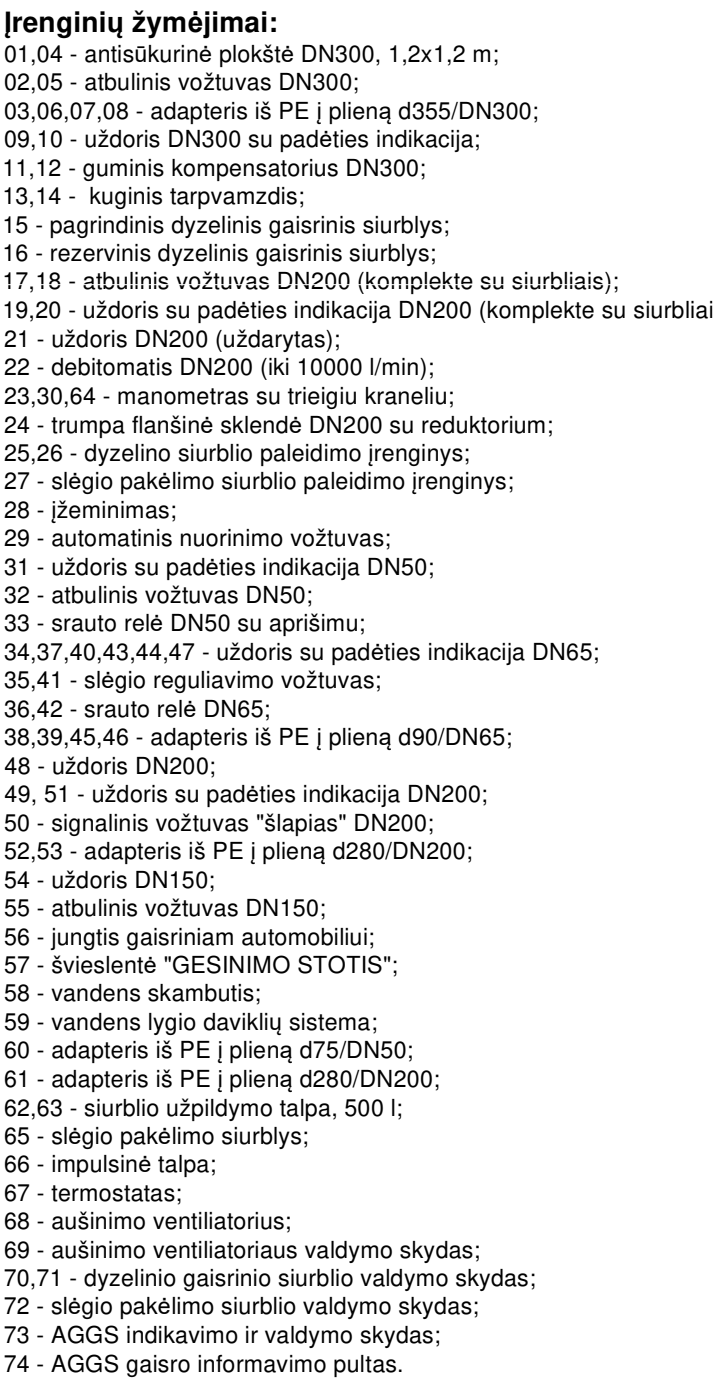 Įrenginių žymėjimai:
01,04 - antisūkurinė plokštė DN300, 1,2x1,2 m;
02,05 - atbulinis vožtuvas DN300;
03,06,07,08 - adapteris iš PE į plieną d355/DN300;
09,10 - uždoris DN300 su padėties indikacija;
11,12 - guminis kompensatorius DN300;
13,14 - kuginis tarpvamzdis;
15 - pagrindinis dyzelinis gaisrinis siurblys;
16 - rezervinis dyzelinis gaisrinis siurblys;
17,18 - atbulinis vožtuvas DN200 (komplekte su siurbliais);
19,20 - uždoris su padėties indikacija DN200 (komplekte su siurbliai
21 - uždoris DN200 (uždarytas);
22 - debitomatis DN200 (iki 10000 l/min);
23,30,64 - manometras su trieigiu kraneliu;
24 - trumpa flanšinė sklendė DN200 su reduktorium;
25,26 - dyzelino siurblio paleidimo įrenginys;
27 - slėgio pakėlimo siurblio paleidimo įrenginys;
28 - įžeminimas;
29 - automatinis nuorinimo vožtuvas;
31 - uždoris su padėties indikacija DN50;
32 - atbulinis vožtuvas DN50;
33 - srauto relė DN50 su aprišimu;
34,37,40,43,44,47 - uždoris su padėties indikacija DN65;
35,41 - slėgio reguliavimo vožtuvas;
36,42 - srauto relė DN65;
38,39,45,46 - adapteris iš PE į plieną d90/DN65;
48 - uždoris DN200;
49, 51 - uždoris su padėties indikacija DN200;
50 - signalinis vožtuvas "šlapias" DN200;
52,53 - adapteris iš PE į plieną d280/DN200;
54 - uždoris DN150;
55 - atbulinis vožtuvas DN150;
56 - jungtis gaisriniam automobiliui;
57 - švieslentė "GESINIMO STOTIS";
58 - vandens skambutis;
59 - vandens lygio daviklių sistema;
60 - adapteris iš PE į plieną d75/DN50;
61 - adapteris iš PE į plieną d280/DN200;
62,63 - siurblio užpildymo talpa, 500 l;
65 - slėgio pakėlimo siurblys;
66 - impulsinė talpa;
67 - termostatas;
68 - aušinimo ventiliatorius;
69 - aušinimo ventiliatoriaus valdymo skydas;
70,71 - dyzelinio gaisrinio siurblio valdymo skydas;
72 - slėgio pakėlimo siurblio valdymo skydas;
73 - AGGS indikavimo ir valdymo skydas;
74 - AGGS gaisro informavimo pultas.